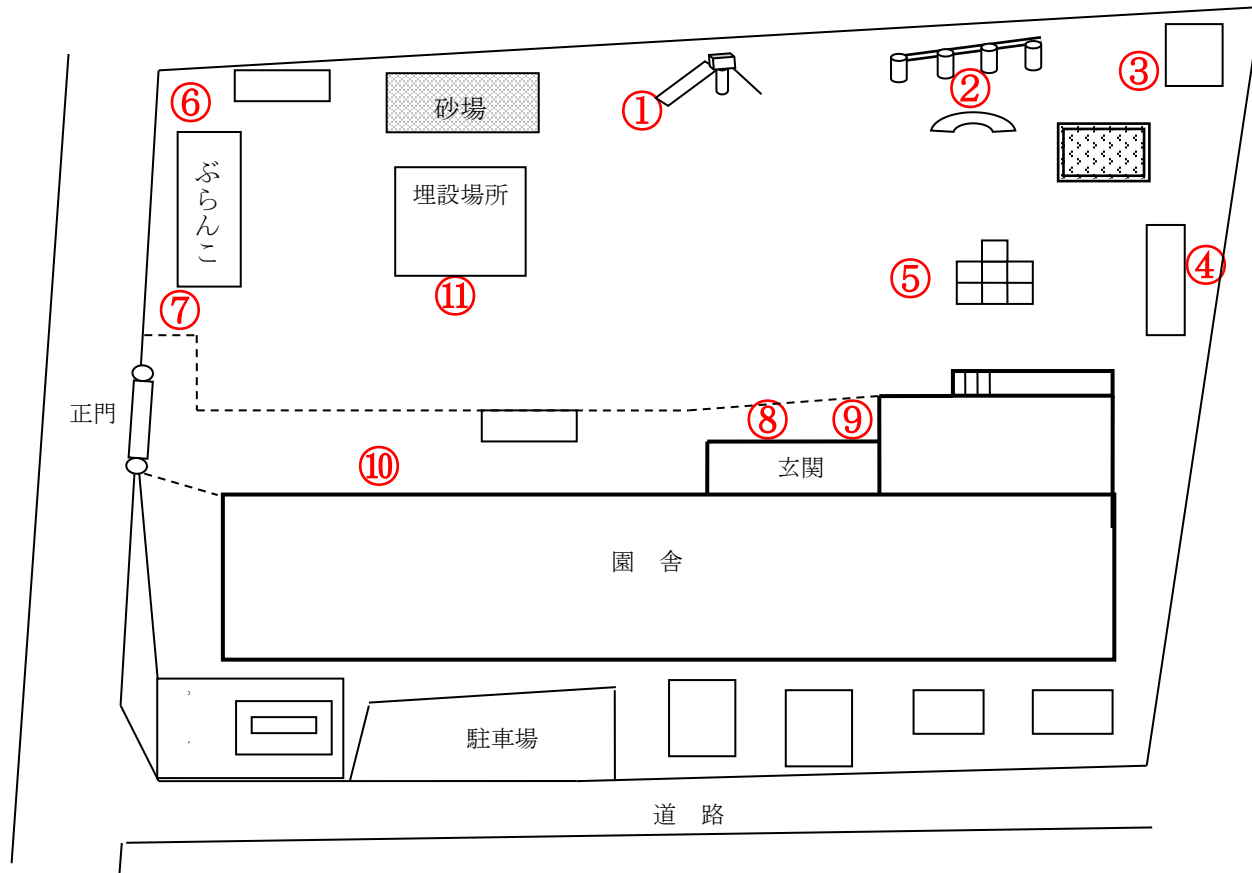 ③
②
⑥
砂場
①
ぶらんこ
埋設場所
④
⑤
⑪
⑦
正門
⑧
⑨
⑩
玄関
園 舎
駐車場
道 路